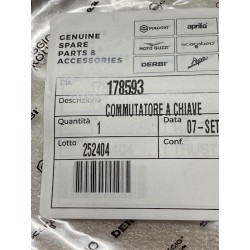 GENUINE
SPARE
PARTS &
ACCESSORIES
PIAGGIO
aprilia
MOTO GUZZI
scarabeo
DERBI
Vespa
178593
Descrizione
COMMUTATORE A CHIAVE
Quantità
Data
1
07-SET
Lotto
Conf.
252404